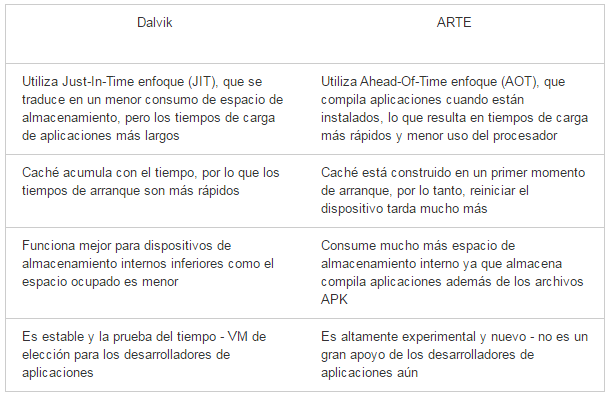 Dalvik
ARTE
Utiliza Just-In-Time enfoque (JIT), que se
traduce en un menor consumo de espacio de
almacenamiento, pero los tiempos de carga
de aplicaciones más largos
Utiliza Ahead-Of-Time enfoque (AOT), que
compila aplicaciones cuando están
instalados, lo que resulta en tiempos de carga
más rápidos y menor uso del procesador
Caché acumula con el tiempo, por lo que los
tiempos de arranque son más rápidos
Caché está construido en un primer momento
de arranque, por lo tanto, reiniciar el
dispositivo tarda mucho más
Funciona mejor para dispositivos de
almacenamiento internos inferiores como el
espacio ocupado es menor
Consume mucho más espacio de
almacenamiento interno ya que almacena
compila aplicaciones además de los archivos
APK
Es estable y la prueba del tiempo - VM de
elección para los desarrolladores de
aplicaciones
Es altamente experimental y nuevo - no es un
gran apoyo de los desarrolladores de
aplicaciones aún